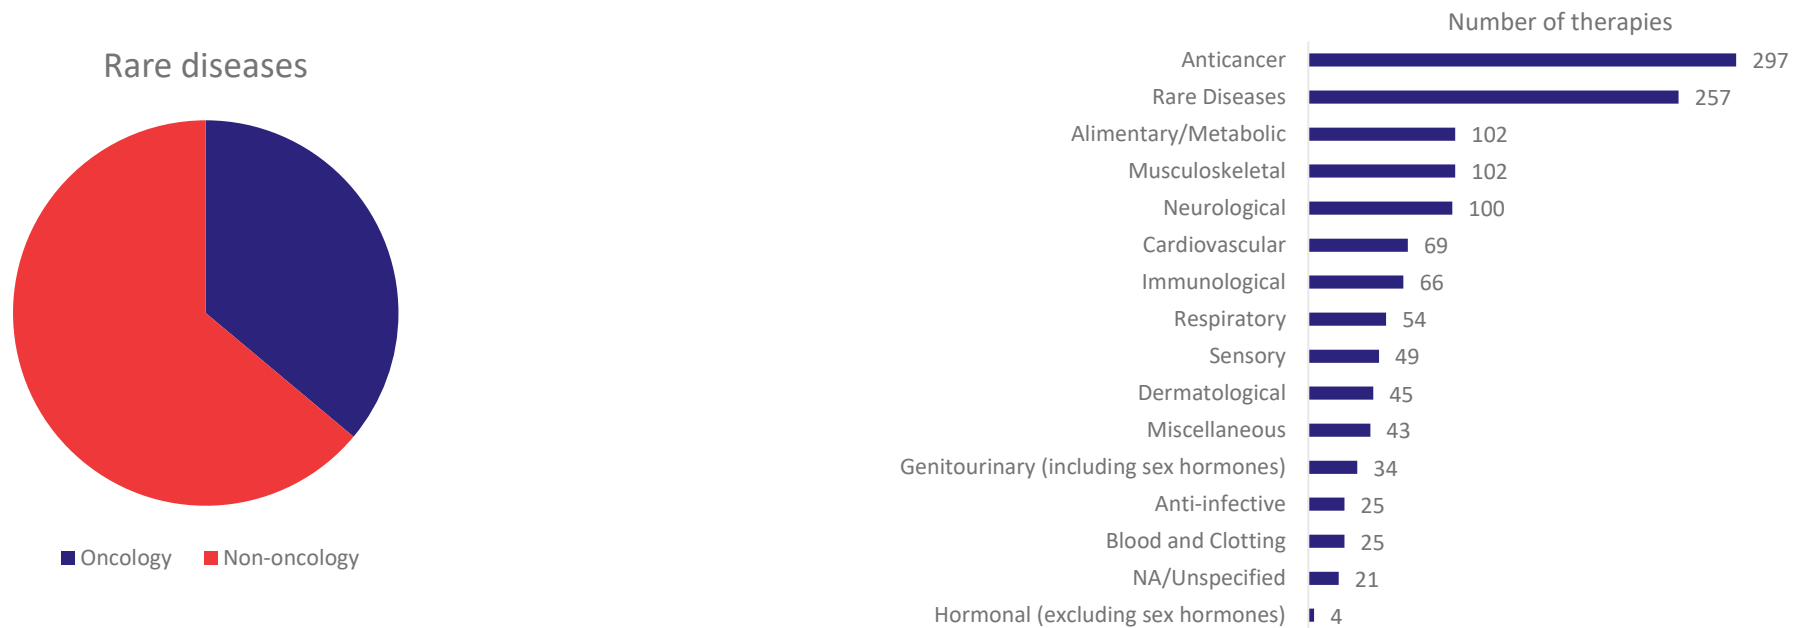 Rare diseases
Oncology
Non-oncology
Number of therapies
Anticancer 297
Rare Diseases 257
Alimentary/Metabolic 102
Musculoskeletal 102
Neurological 100
Cardiovascular 69
Immunological 66
Respiratory 54
Sensory 49
Dermatological 45
Miscellaneous 43
Genitourinary (including sex hormones) 34
Anti-infective 25
Blood and Clotting 25
NA/Unspecified 21
Hormonal (excluding sex hormones) 4